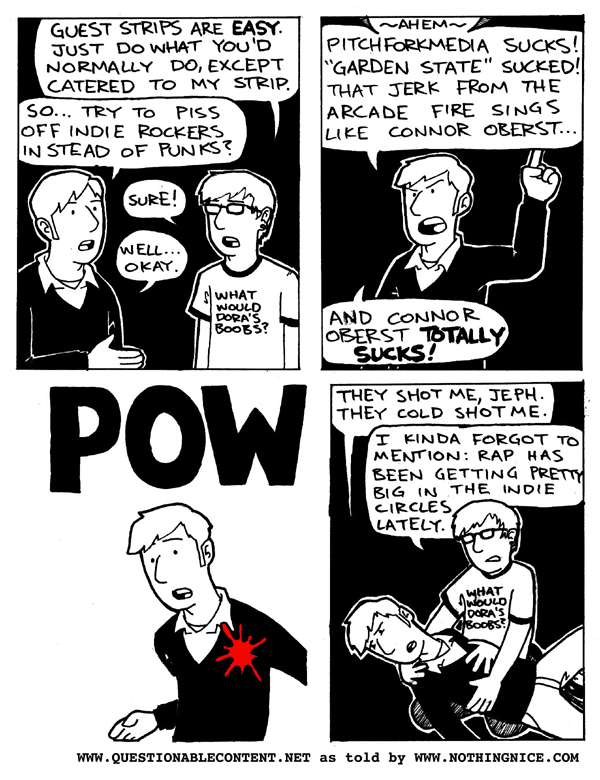 GUEST STRIPS ARE EASY.
JUST DO WHAT YOU'D
NORMALLY DO, EXCEPT
CATERED TO MY STRIP.
SO... TRY TO PISS
OFF INDIE ROCKERS
INSTEAD OF PUNKS?
SURE!
WELL...
OKAY.
WHAT
WOULD
DORA'S
BOOBS?
~AHEM~
PITCHFORKMEDIA SUCKS!
"GARDEN STATE" SUCKED!
THAT JERK FROM THE
ARCADE FIRE SINGS
LIKE CONNOR OBERST...
AND CONNOR
OBERST TOTALLY
SUCKS!
POW
THEY SHOT ME, JEPH.
THEY COLD SHOT ME.
I KINDA FORGOT TO
MENTION: RAP HAS
BEEN GETTING PRETTY
BIG IN THE INDIE
CIRCLES
LATELY.
WHAT
WOULD
DORA'S
BOOBS?
WWW.QUESTIONABLECONTENT.NET as told by WWW.NOTHINGNICE.COM